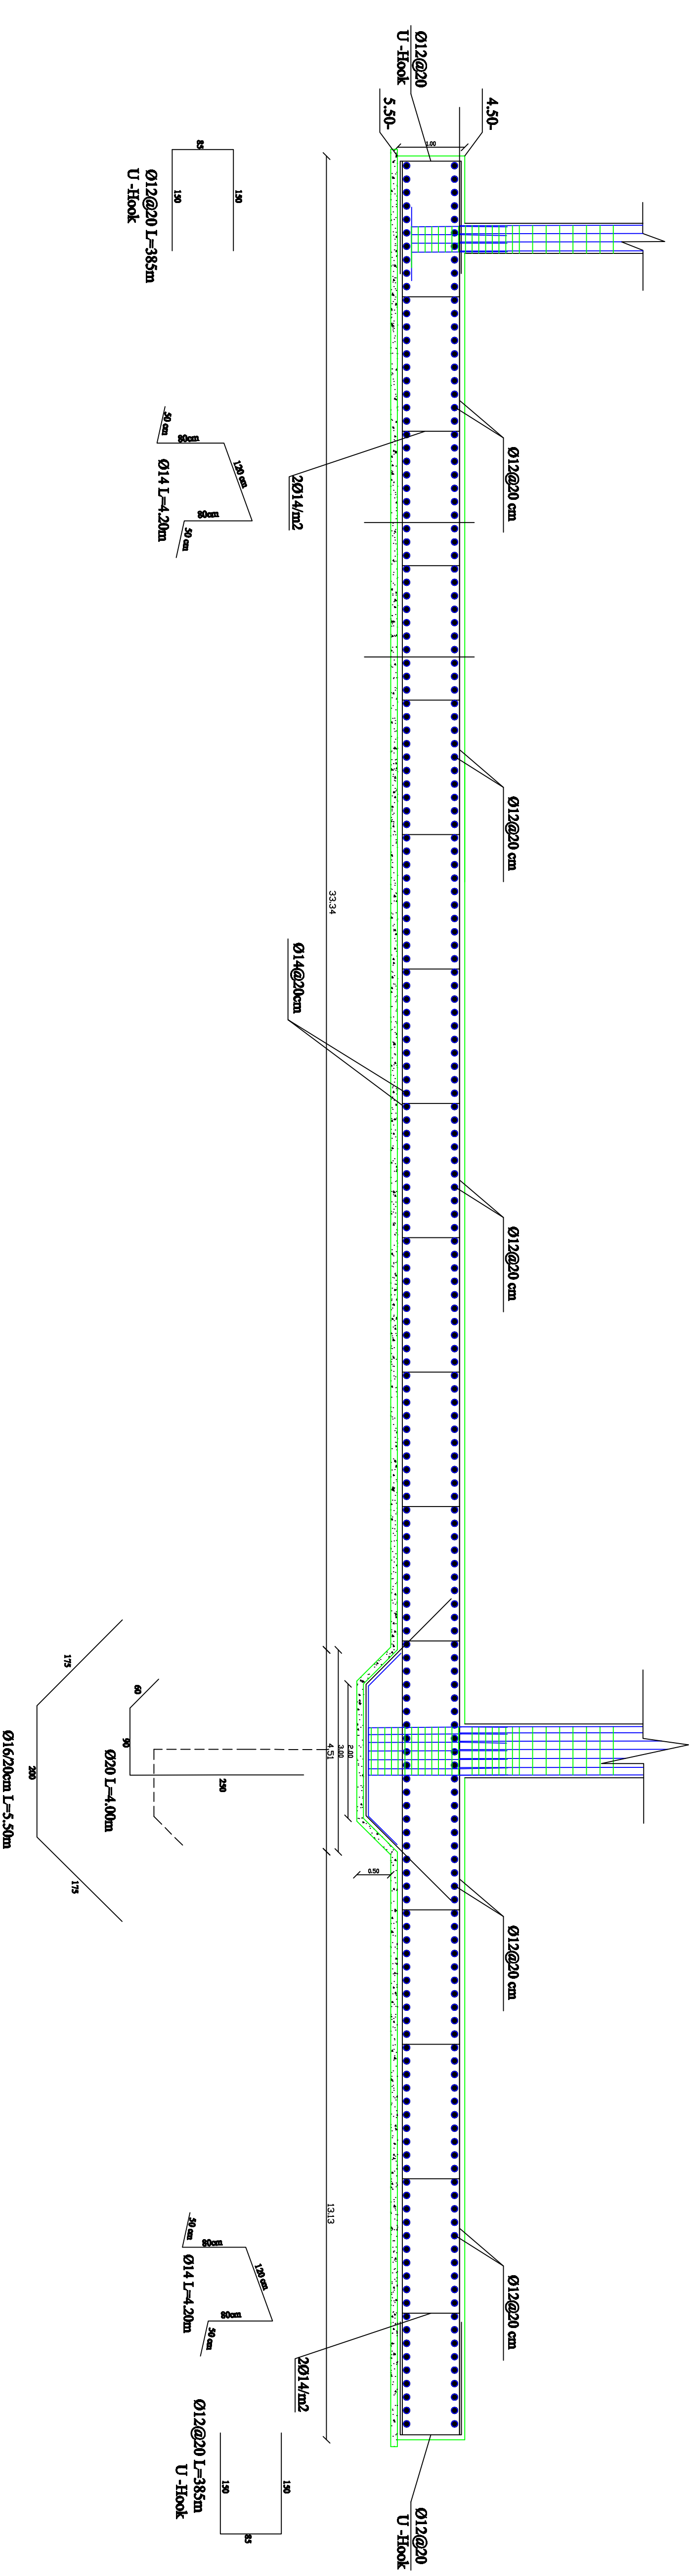 Ø12@20
U -Hook
4.50-
5.50-
1.00
Ø12@20 cm
Ø12@20 cm
Ø12@20 cm
Ø12@20 cm
Ø12@20 cm
Ø12@20
U -Hook
2Ø14/m2
Ø14@20cm
2Ø14/m2
33.34
4.51
3.00
2.00
0.50
13.13
85
150
150
Ø12@20 L=385m
U -Hook
50 cm
80cm
120 cm
80cm
50 cm
Ø14 L=4.20m
60
90
250
Ø20 L=4.00m
175
200
175
Ø16/20cm L=5.50m
50 cm
80cm
120 cm
80cm
50 cm
Ø14 L=4.20m
150
150
85
Ø12@20 L=385m
U -Hook